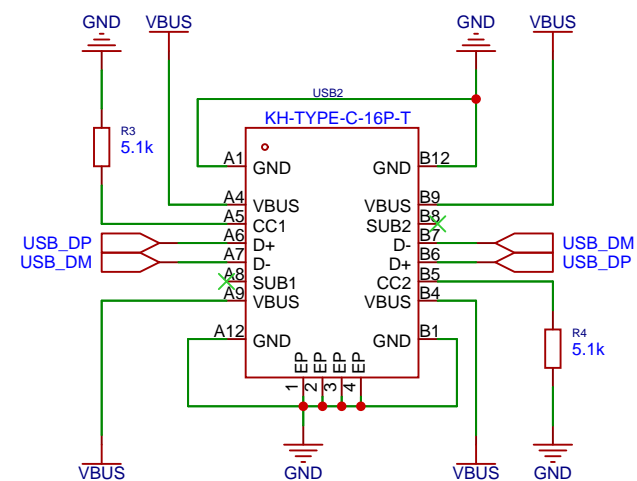 GND VBUS GND VBUS
USB2
KH-TYPE-C-16P-T
R3
5.1k
A1 GND GND B12
A4 VBUS VBUS B9
A5 CC1 SUB2 B8
USB_DP A6 D+ D- B7 USB_DM
USB_DM A7 D- D+ B6 USB_DP
A8 SUB1 CC2 B5
A9 VBUS VBUS B4
A12 GND GND B1
R4
5.1k
EP EP EP EP
1 2 3 4
VBUS GND VBUS GND